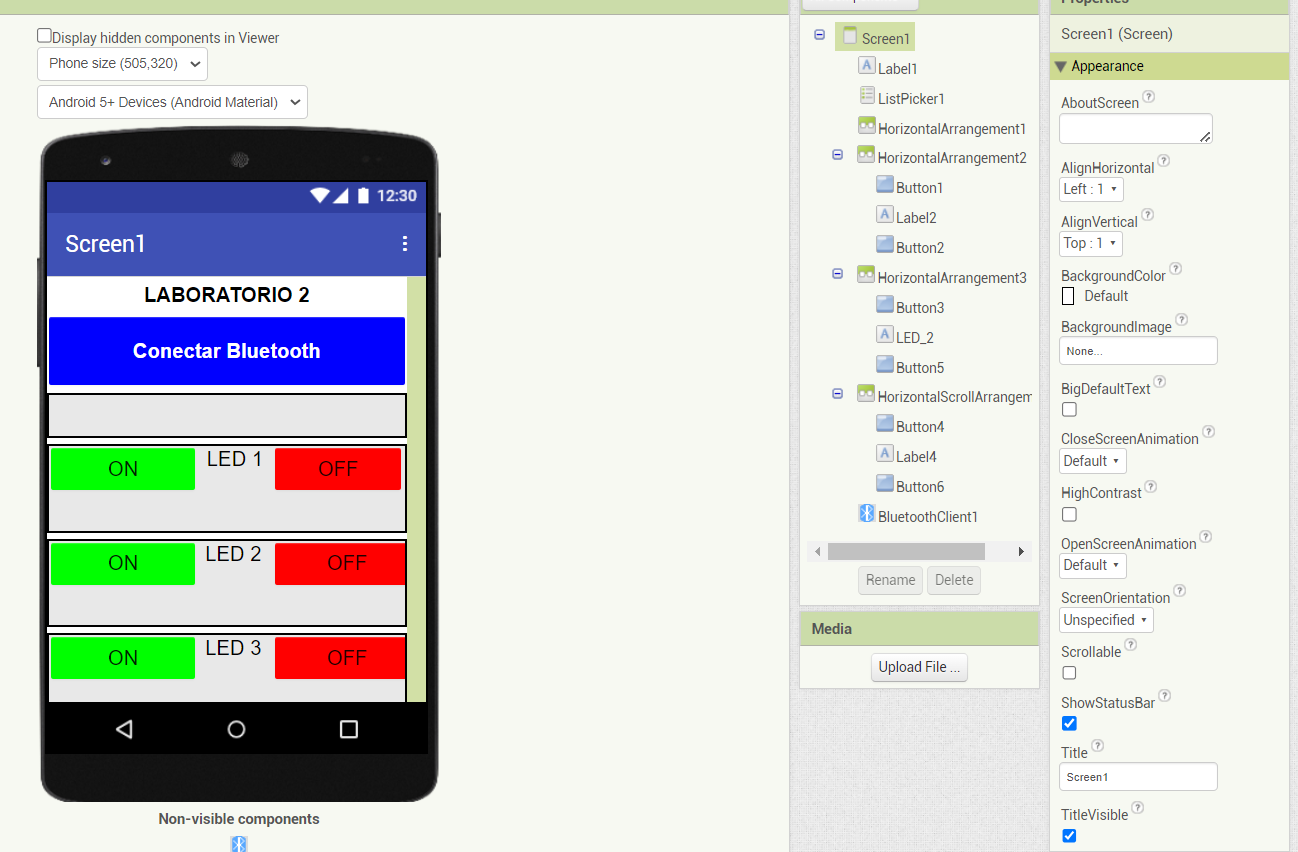 Properties
Display hidden components in Viewer
Phone size (505,320)
Android 5+ Devices (Android Material)
12:30
Screen1
LABORATORIO 2
Conectar Bluetooth
ON LED 1 OFF
ON LED 2 OFF
ON LED 3 OFF
Non-visible components
Screen1
Label1
ListPicker1
HorizontalArrangement1
HorizontalArrangement2
Button1
Label2
Button2
HorizontalArrangement3
Button3
LED_2
Button5
HorizontalScrollArrangem
Button4
Label4
Button6
BluetoothClient1
Rename Delete
Media
Upload File ...
Screen1 (Screen)
Appearance
AboutScreen ?
AlignHorizontal ?
Left : 1
AlignVertical ?
Top : 1
BackgroundColor ?
Default
BackgroundImage ?
None...
BigDefaultText ?
CloseScreenAnimation ?
Default
HighContrast ?
OpenScreenAnimation ?
Default
ScreenOrientation ?
Unspecified
Scrollable ?
ShowStatusBar ?
Title ?
Screen1
TitleVisible ?